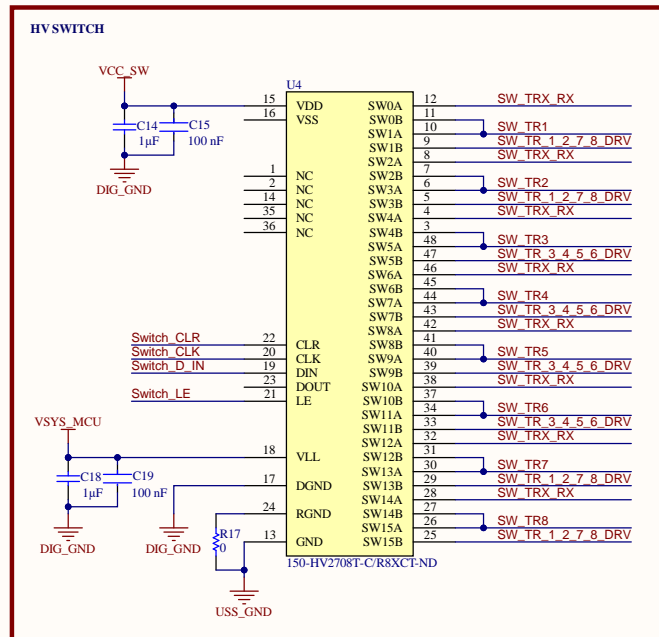 HV SWITCH
VCC_SW
C14
1µF
C15
100 nF
DIG_GND
U4
15 VDD
16 VSS
1 NC
2 NC
14 NC
35 NC
36 NC
Switch_CLR 22 CLR
Switch_CLK 20 CLK
Switch_D_IN 19 DIN
23 DOUT
Switch_LE 21 LE
VSYS_MCU
18 VLL
C18
1µF
C19
100 nF
17 DGND
24 RGND
R17
0
13 GND
DIG_GND
DIG_GND
USS_GND
SW0A 12 SW_TRX_RX
SW0B 11
SW1A 10 SW_TR1
SW1B 9 SW_TR_1_2_7_8_DRV
SW2A 8 SW_TRX_RX
SW2B 7
SW3A 6 SW_TR2
SW3B 5 SW_TR_1_2_7_8_DRV
SW4A 4 SW_TRX_RX
SW4B 3
SW5A 48 SW_TR3
SW5B 47 SW_TR_3_4_5_6_DRV
SW6A 46 SW_TRX_RX
SW6B 45
SW7A 44 SW_TR4
SW7B 43 SW_TR_3_4_5_6_DRV
SW8A 42 SW_TRX_RX
SW8B 41
SW9A 40 SW_TR5
SW9B 39 SW_TR_3_4_5_6_DRV
SW10A 38 SW_TRX_RX
SW10B 37
SW11A 34 SW_TR6
SW11B 33 SW_TR_3_4_5_6_DRV
SW12A 32 SW_TRX_RX
SW12B 31
SW13A 30 SW_TR7
SW13B 29 SW_TR_1_2_7_8_DRV
SW14A 28 SW_TRX_RX
SW14B 27
SW15A 26 SW_TR8
SW15B 25 SW_TR_1_2_7_8_DRV
150-HV2708T-C/R8XCT-ND